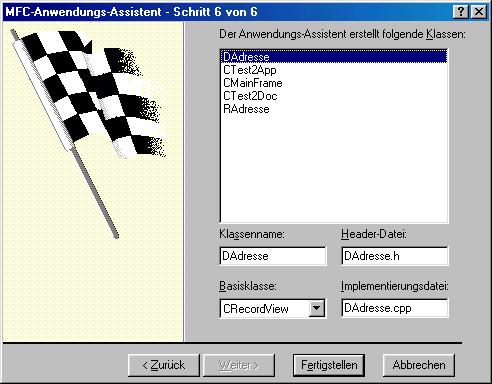 MFC-Anwendungs-Assistent - Schritt 6 von 6
Der Anwendungs-Assistent erstellt folgende Klassen:
DAdresse
CTest2App
CMainFrame
CTest2Doc
RAdresse
Klassenname:
Header-Datei:
DAdresse
DAdresse.h
Basisklasse:
Implementierungsdatei:
CRecordView
DAdresse.cpp
< Zurück
Weiter >
Fertigstellen
Abbrechen